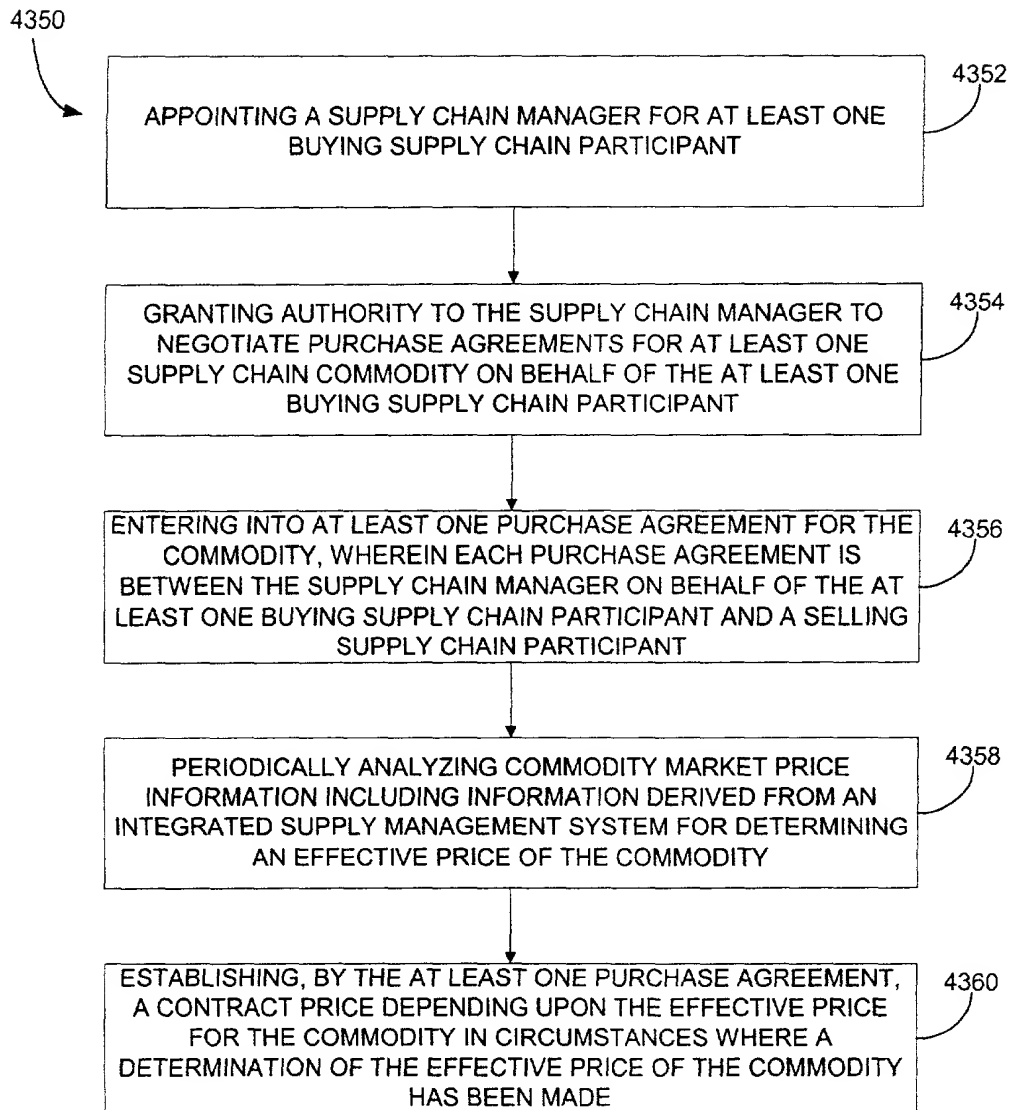 4350
4352
APPOINTING A SUPPLY CHAIN MANAGER FOR AT LEAST ONE
BUYING SUPPLY CHAIN PARTICIPANT
4354
GRANTING AUTHORITY TO THE SUPPLY CHAIN MANAGER TO
NEGOTIATE PURCHASE AGREEMENTS FOR AT LEAST ONE
SUPPLY CHAIN COMMODITY ON BEHALF OF THE AT LEAST ONE
BUYING SUPPLY CHAIN PARTICIPANT
4356
ENTERING INTO AT LEAST ONE PURCHASE AGREEMENT FOR THE
COMMODITY, WHEREIN EACH PURCHASE AGREEMENT IS
BETWEEN THE SUPPLY CHAIN MANAGER ON BEHALF OF THE AT
LEAST ONE BUYING SUPPLY CHAIN PARTICIPANT AND A SELLING
SUPPLY CHAIN PARTICIPANT
4358
PERIODICALLY ANALYZING COMMODITY MARKET PRICE
INFORMATION INCLUDING INFORMATION DERIVED FROM AN
INTEGRATED SUPPLY MANAGEMENT SYSTEM FOR DETERMINING
AN EFFECTIVE PRICE OF THE COMMODITY
4360
ESTABLISHING, BY THE AT LEAST ONE PURCHASE AGREEMENT,
A CONTRACT PRICE DEPENDING UPON THE EFFECTIVE PRICE
FOR THE COMMODITY IN CIRCUMSTANCES WHERE A
DETERMINATION OF THE EFFECTIVE PRICE OF THE COMMODITY
HAS BEEN MADE